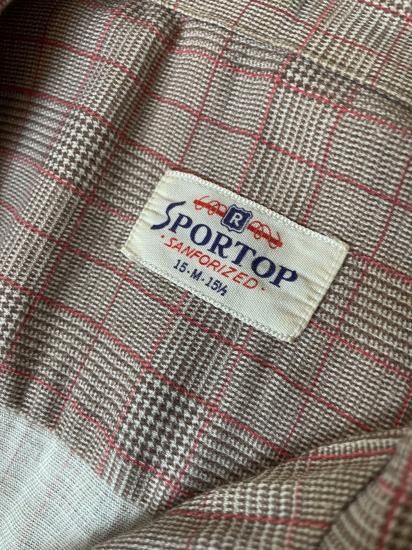 R
SPORTOP
SANFORIZED
15-M-15½